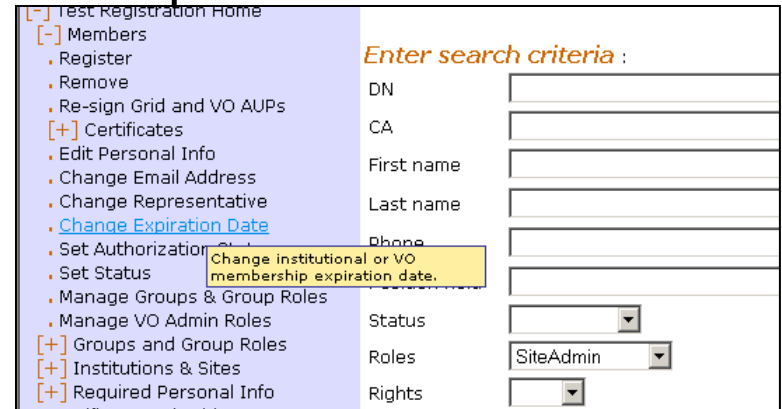 [-] Test Registration Home
[-] Members
Register
Remove
Re-sign Grid and VO AUPs
[+] Certificates
Edit Personal Info
Change Email Address
Change Representative
Change Expiration Date
Set Authorization
Set Status
Manage Groups & Group Roles
Manage VO Admin Roles
[+] Groups and Group Roles
[+] Institutions & Sites
[+] Required Personal Info
Change institutional or VO
membership expiration date.
Enter search criteria :
DN
CA
First name
Last name
Phone
Status
Roles SiteAdmin
Rights